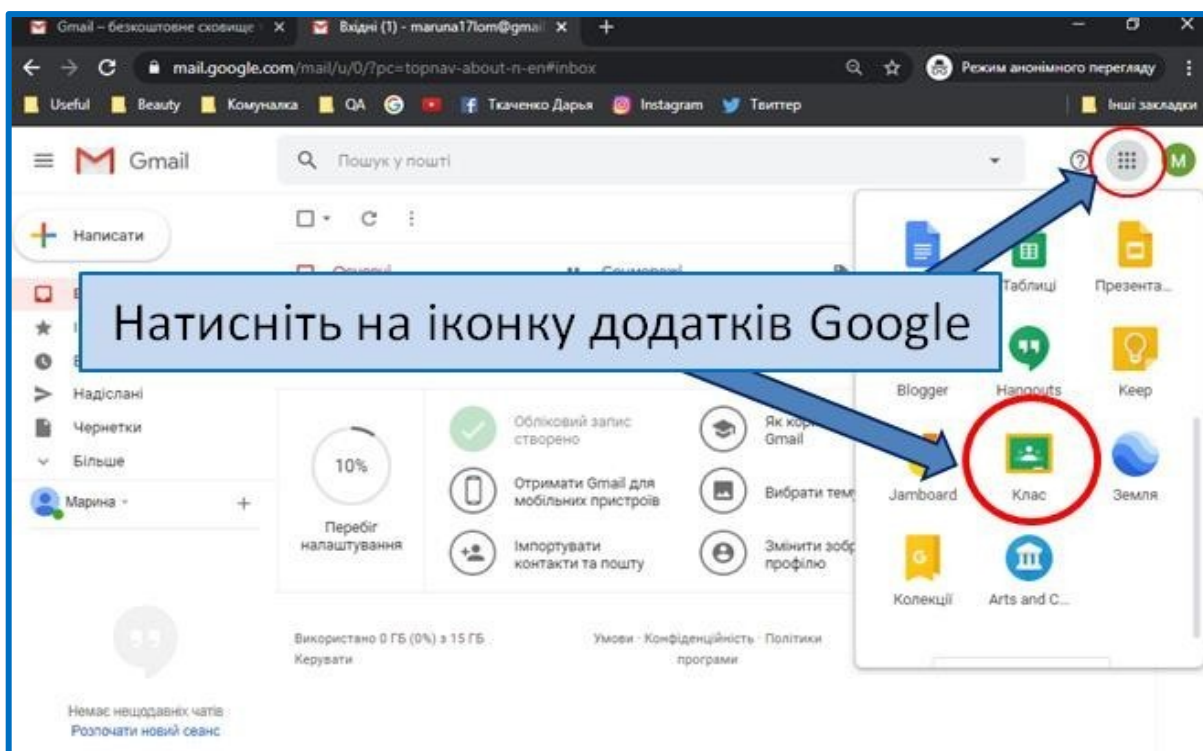 Gmail – безкоштовне сховище
Вхідні (1) - maruna17lom@gmai
mail.google.com/mail/u/0/?pc=topnav-about-n-en#inbox
Режим анонімного перегляду
Useful
Beauty
Комуналка
QA
Ткаченко Дарья
Instagram
Твиттер
Інші закладки
Gmail
Пошук у пошті
M
Написати
Таблиці
Презента...
Натисніть на іконку додатків Google
Надіслані
Чернетки
Більше
Марина
10%
Перебіг
налаштування
Обліковий запис
створено
Отримати Gmail для
мобільних пристроїв
Імпортувати
контакти та пошту
Як кор
Gmail
Вибрати тем
Змінити зобр
профілю
Blogger
Hangouts
Keep
Jamboard
Клас
Земля
Колекції
Arts and C...
Використано 0 ГБ (0%) з 15 ГБ
Керувати
Умови · Конфіденційність · Політики
програми
Немає нещодавніх чатів
Розпочати новий сеанс